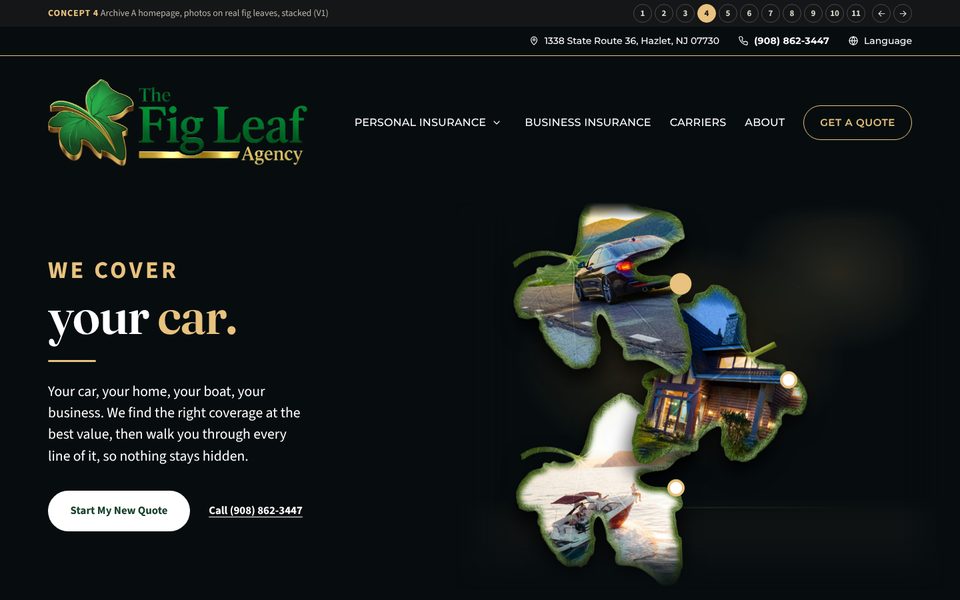 CONCEPT 4 Archive A homepage, photos on real fig leaves, stacked (V1)
1 2 3 4 5 6 7 8 9 10 11 ← →
1338 State Route 36, Hazlet, NJ 07730 (908) 862-3447 Language
The
Fig Leaf
Agency
PERSONAL INSURANCE BUSINESS INSURANCE CARRIERS ABOUT GET A QUOTE
WE COVER
your car.
Your car, your home, your boat, your
business. We find the right coverage at the
best value, then walk you through every
line of it, so nothing stays hidden.
Start My New Quote Call (908) 862-3447